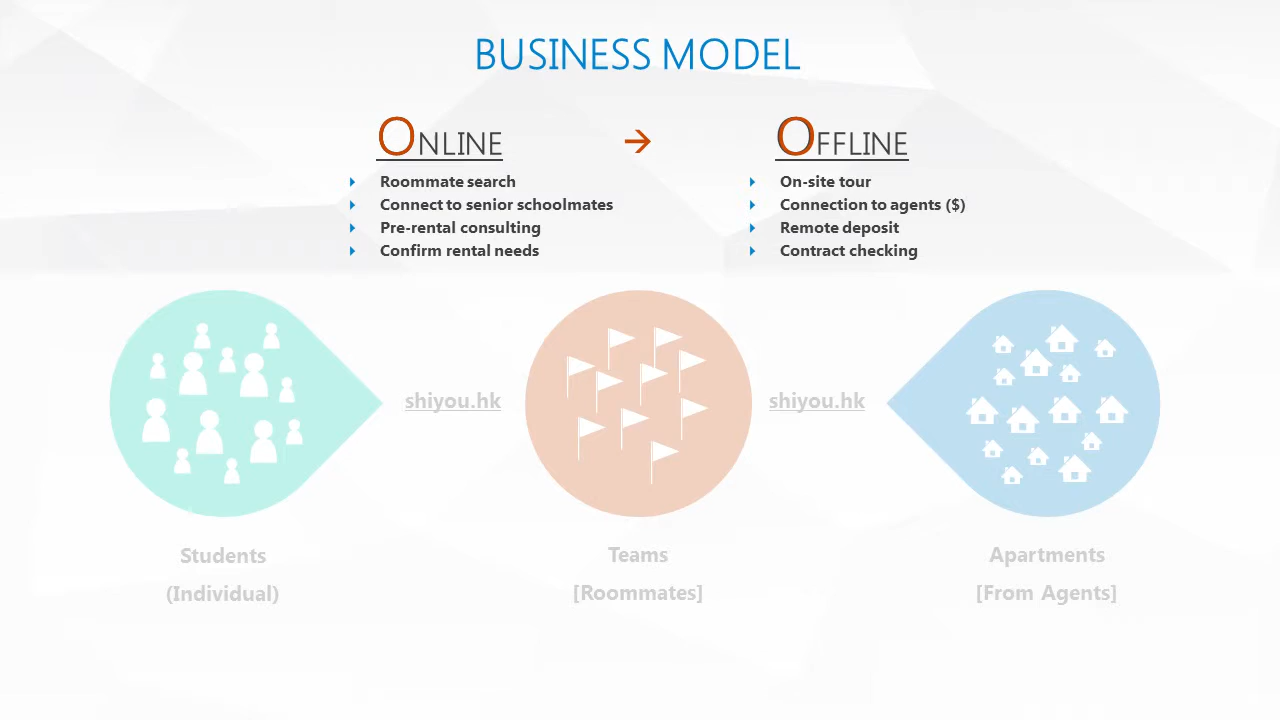 BUSINESS MODEL
ONLINE → OFFLINE
Roommate search
Connect to senior schoolmates
Pre-rental consulting
Confirm rental needs
On-site tour
Connection to agents ($)
Remote deposit
Contract checking
shiyou.hk
shiyou.hk
Students
(Individual)
Teams
[Roommates]
Apartments
[From Agents]